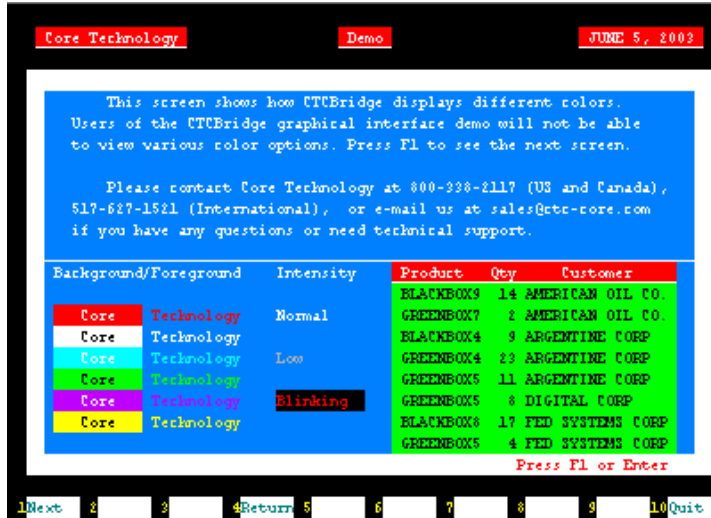 Core Technology Demo JUNE 5, 2003
This screen shows how CTCBridge displays different colors.
Users of the CTCBridge graphical interface demo will not be able
to view various color options. Press F1 to see the next screen.
Please contact Core Technology at 800-338-2117 (US and Canada),
517-627-1521 (International), or e-mail us at sales@ctc-core.com
if you have any questions or need technical support.
Background/Foreground Intensity Product Qty Customer
BLACKBOX9 14 AMERICAN OIL CO.
Core Technology Normal GREENBOX7 2 AMERICAN OIL CO.
Core Technology BLACKBOX4 9 ARGENTINE CORP
Core Technology Low GREENBOX4 23 ARGENTINE CORP
Core Technology GREENBOX5 11 ARGENTINE CORP
Core Technology Blinking GREENBOX5 8 DIGITAL CORP
Core Technology BLACKBOX8 17 FED SYSTEMS CORP
GREENBOX5 4 FED SYSTEMS CORP
Press F1 or Enter
1Next 2 3 4Return 5 6 7 8 9 10Quit